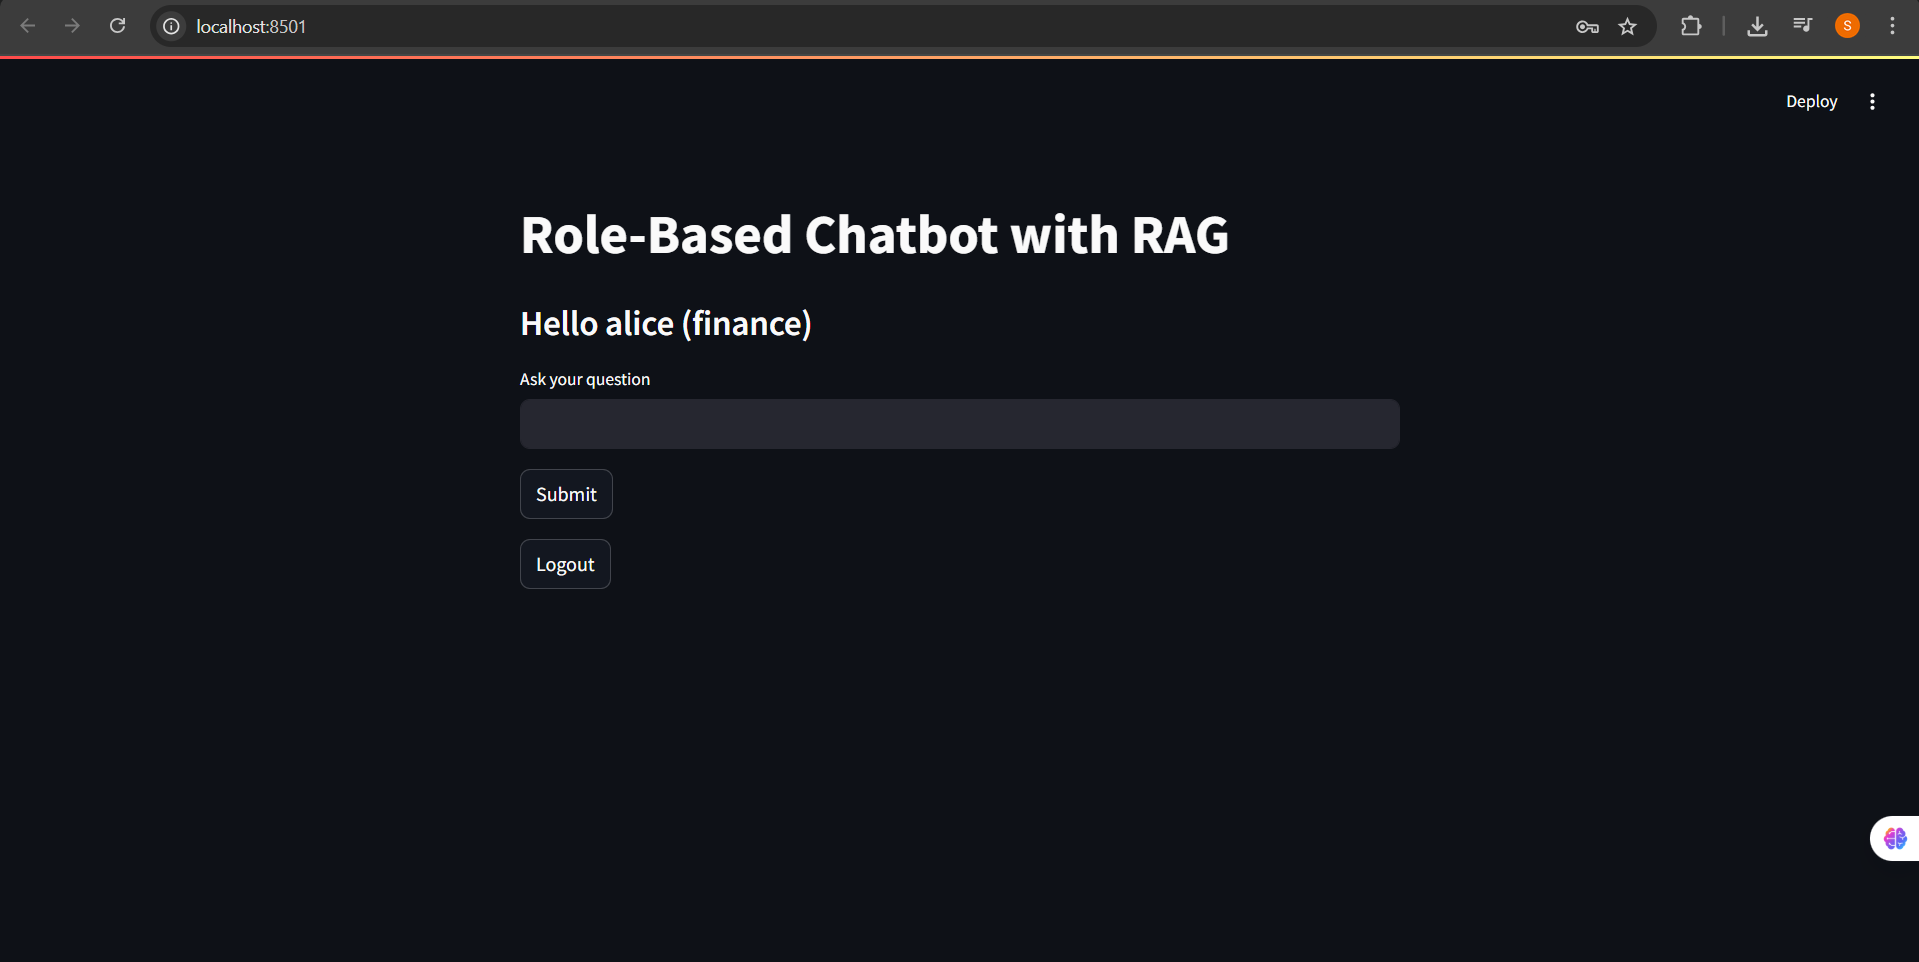 localhost:8501
S
Deploy
Role-Based Chatbot with RAG
Hello alice (finance)
Ask your question
Submit
Logout